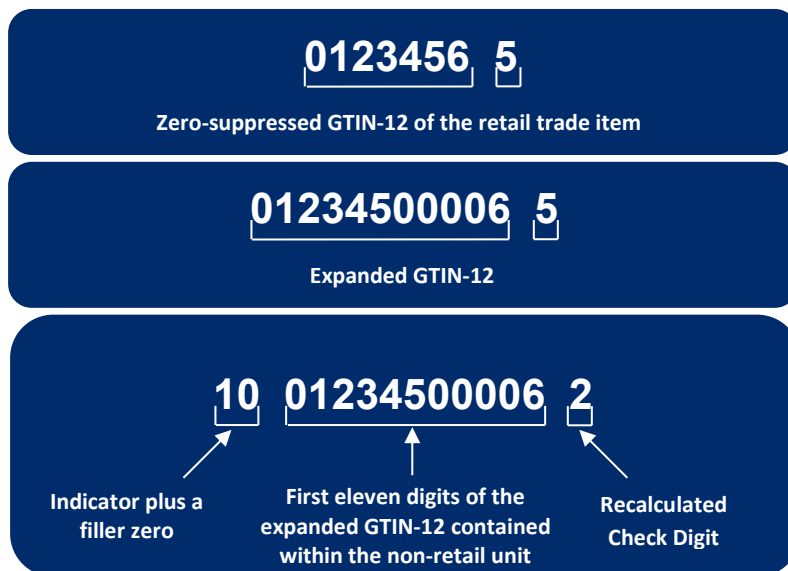 0123456 5
Zero-suppressed GTIN-12 of the retail trade item
01234500006 5
Expanded GTIN-12
10 01234500006 2
Indicator plus a
filler zero
First eleven digits of the
expanded GTIN-12 contained
within the non-retail unit
Recalculated
Check Digit